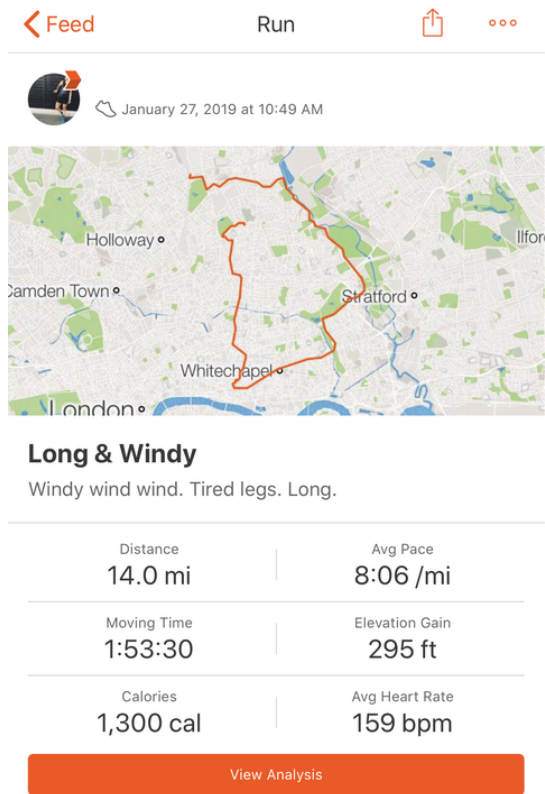 Feed
Run
January 27, 2019 at 10:49 AM
Holloway
Ilfor
Camden Town
Stratford
Whitechapel
London
Long & Windy
Windy wind wind. Tired legs. Long.
Distance
Avg Pace
14.0 mi
8:06 /mi
Moving Time
Elevation Gain
1:53:30
295 ft
Calories
Avg Heart Rate
1,300 cal
159 bpm
View Analysis